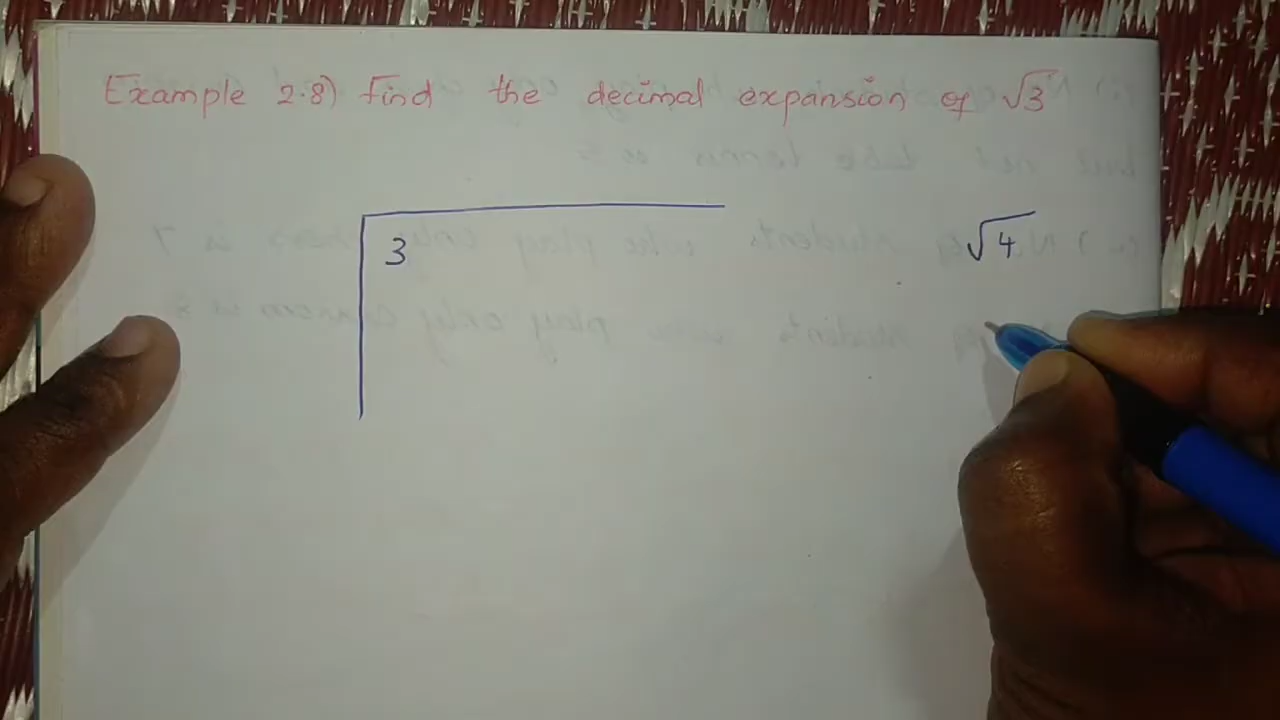 Example 2.8) Find the decimal expansion of √3
3
√4